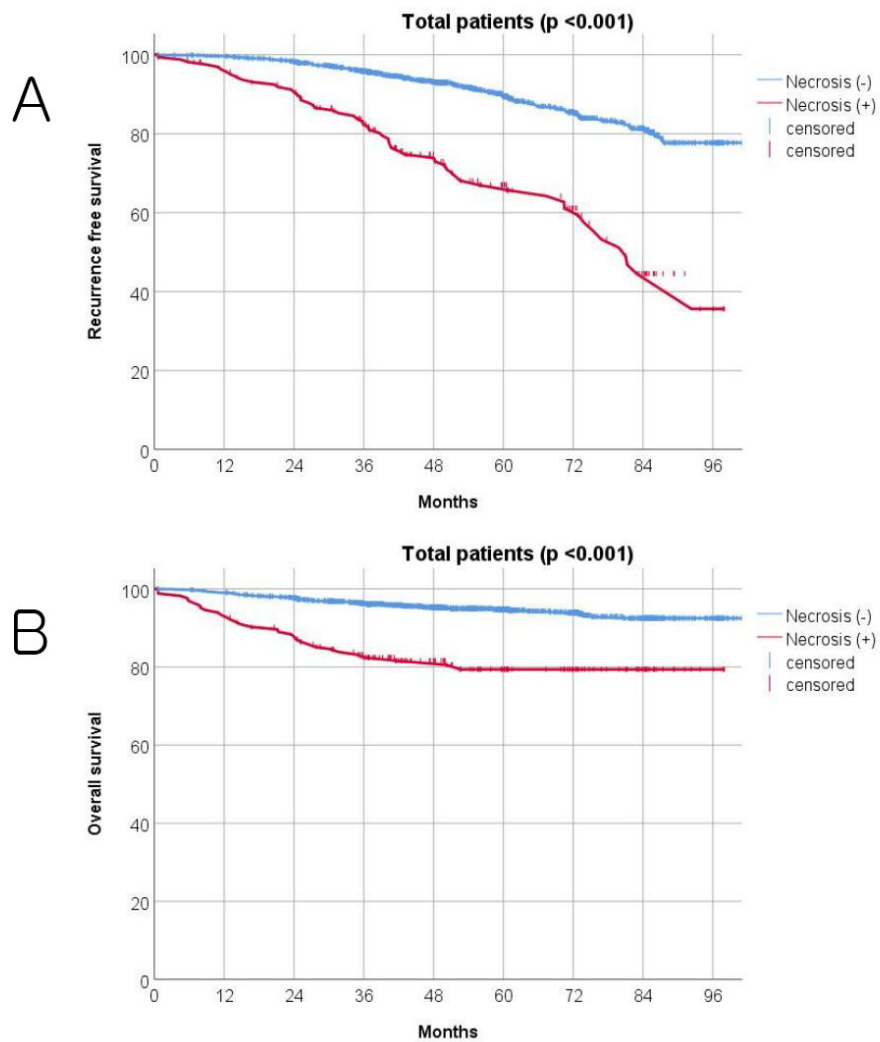 A
Total patients (p <0.001)
Recurrence free survival
100
80
60
40
20
0
0 12 24 36 48 60 72 84 96
Months
Necrosis (-)
Necrosis (+)
censored
censored
B
Total patients (p <0.001)
Overall survival
100
80
60
40
20
0
0 12 24 36 48 60 72 84 96
Months
Necrosis (-)
Necrosis (+)
censored
censored